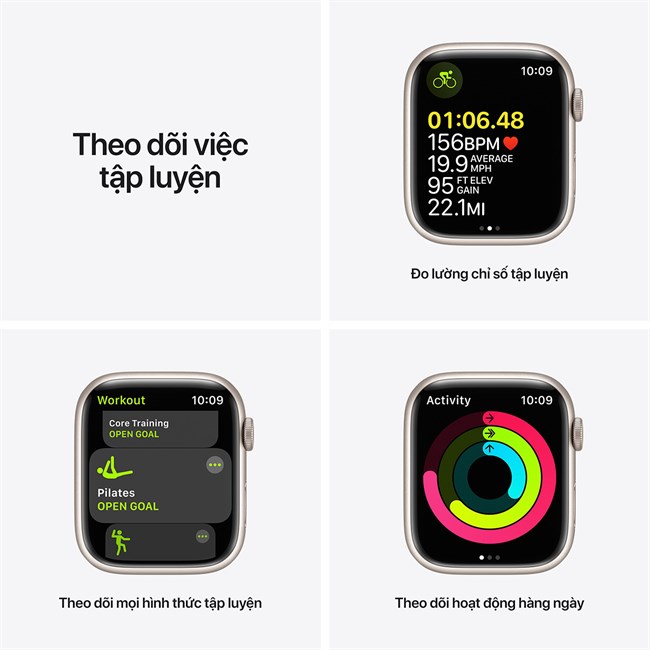 Theo dõi việc
tập luyện
10:09
01:06.48
156BPM
19.9 AVERAGE MPH
95 FT ELEV GAIN
22.1MI
Đo lường chỉ số tập luyện
Workout 10:09
Core Training
OPEN GOAL
Pilates
OPEN GOAL
Theo dõi mọi hình thức tập luyện
Activity 10:09
Theo dõi hoạt động hàng ngày